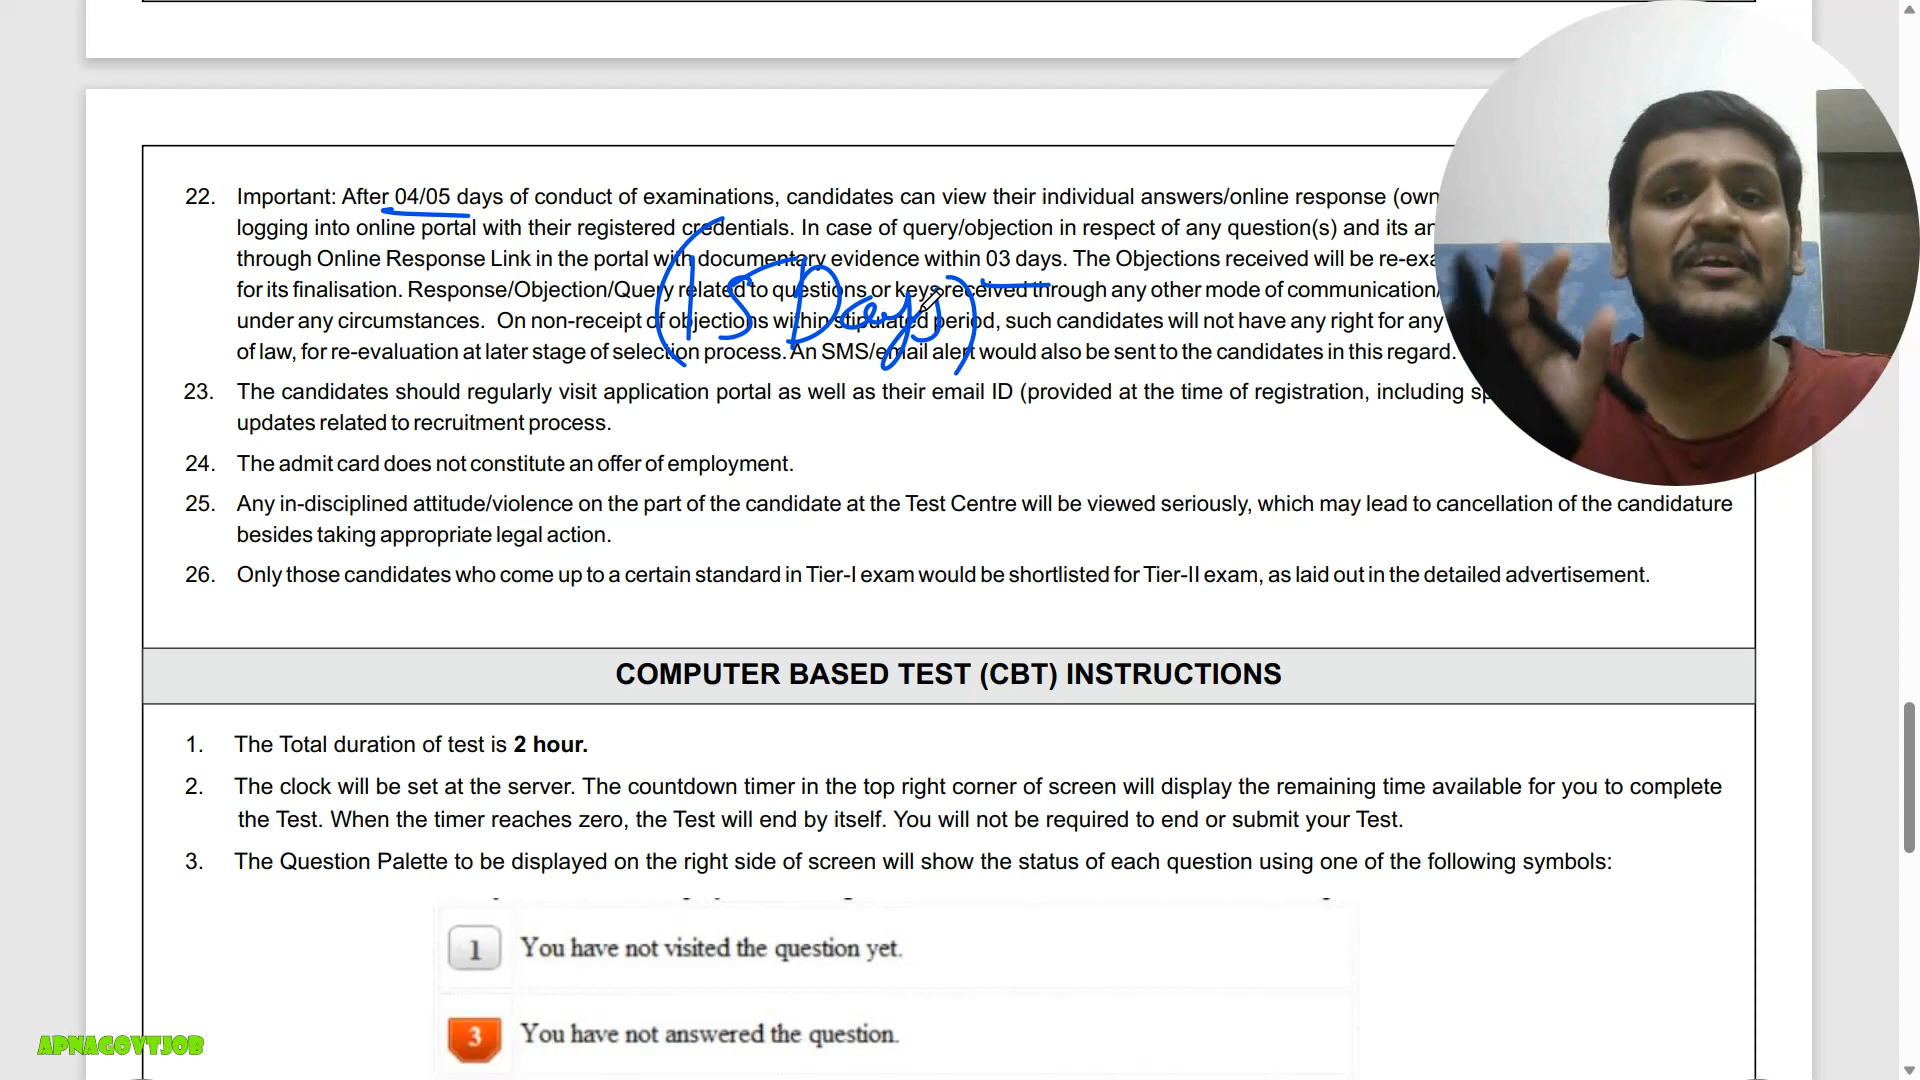 22. Important: After 04/05 days of conduct of examinations, candidates can view their individual answers/online response (own
logging into online portal with their registered credentials. In case of query/objection in respect of any question(s) and its
through Online Response Link in the portal with documentary evidence within 03 days. The Objections received will be
for its finalisation. Response/Objection/Query related to questions or keys received through any other mode of communication/
under any circumstances. On non-receipt of objections within stipulated period, such candidates will not have any right for any
of law, for re-evaluation at later stage of selection process. An SMS/email alert would also be sent to the candidates in this regard.
(15 Days)
23. The candidates should regularly visit application portal as well as their email ID (provided at the time of registration, including
updates related to recruitment process.
24. The admit card does not constitute an offer of employment.
25. Any in-disciplined attitude/violence on the part of the candidate at the Test Centre will be viewed seriously, which may lead to cancellation of the candidature
besides taking appropriate legal action.
26. Only those candidates who come up to a certain standard in Tier-I exam would be shortlisted for Tier-II exam, as laid out in the detailed advertisement.
COMPUTER BASED TEST (CBT) INSTRUCTIONS
1. The Total duration of test is 2 hour.
2. The clock will be set at the server. The countdown timer in the top right corner of screen will display the remaining time available for you to complete
the Test. When the timer reaches zero, the Test will end by itself. You will not be required to end or submit your Test.
3. The Question Palette to be displayed on the right side of screen will show the status of each question using one of the following symbols:
1 You have not visited the question yet.
3 You have not answered the question.
APNAGOVTJOB